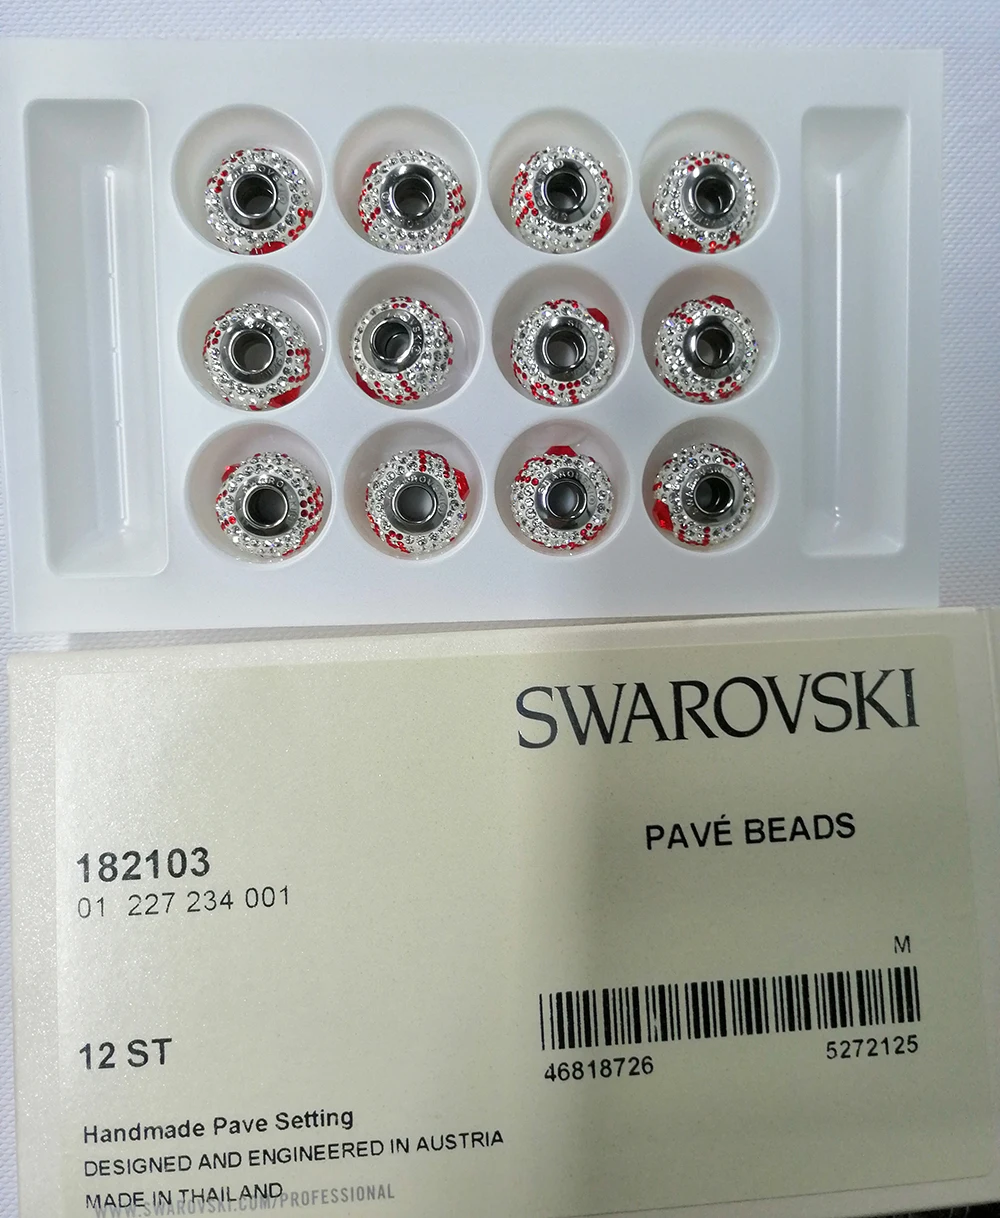 SWAROVSKI
PAVÉ BEADS
182103
01 227 234 001
M
46818726 5272125
12 ST
Handmade Pave Setting
DESIGNED AND ENGINEERED IN AUSTRIA
MADE IN THAILAND
WWW.SWAROVSKI.COM/PROFESSIONAL